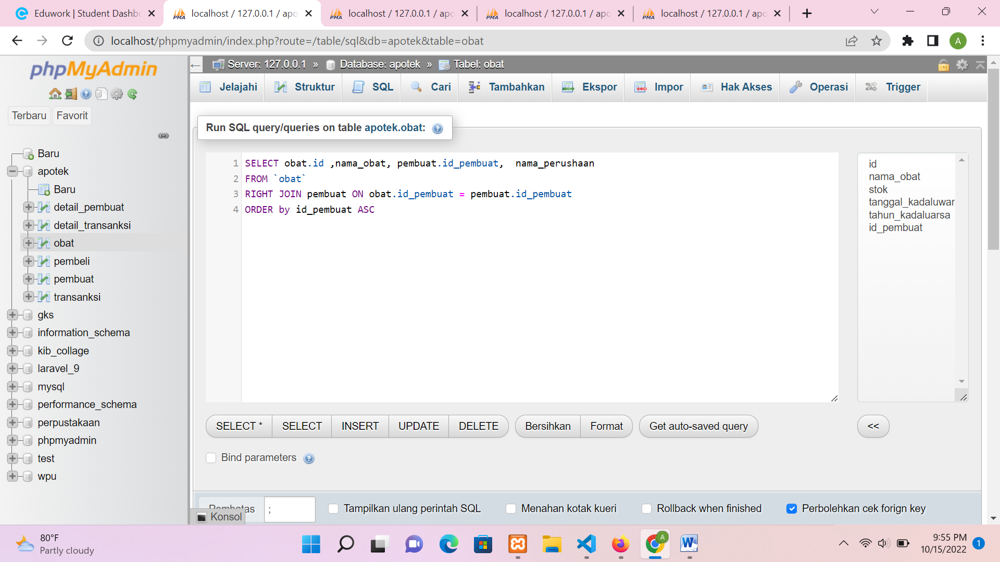 Eduwork | Student Dashbo
localhost / 127.0.0.1 / apo
localhost / 127.0.0.1 / apo
localhost / 127.0.0.1 / apo
localhost / 127.0.0.1 / apo
localhost/phpmyadmin/index.php?route=/table/sql&db=apotek&table=obat
A
phpMyAdmin
Terbaru
Favorit
Baru
apotek
Baru
detail_pembuat
detail_transanksi
obat
pembeli
pembuat
transanksi
gks
information_schema
kib_collage
laravel_9
mysql
performance_schema
perpustakaan
phpmyadmin
test
wpu
Server: 127.0.0.1 » Database: apotek » Tabel: obat
Jelajahi
Struktur
SQL
Cari
Tambahkan
Ekspor
Impor
Hak Akses
Operasi
Trigger
Run SQL query/queries on table apotek.obat:
1 SELECT obat.id ,nama_obat, pembuat.id_pembuat,  nama_perushaan
2 FROM `obat`
3 RIGHT JOIN pembuat ON obat.id_pembuat = pembuat.id_pembuat
4 ORDER by id_pembuat ASC
id
nama_obat
stok
tanggal_kadaluwar
tahun_kadaluarsa
id_pembuat
SELECT *
SELECT
INSERT
UPDATE
DELETE
Bersihkan
Format
Get auto-saved query
<<
Bind parameters
Pembatas
;
Tampilkan ulang perintah SQL
Menahan kotak kueri
Rollback when finished
Perbolehkan cek forign key
Konsol
80°F
Partly cloudy
A
9:55 PM
10/15/2022
1